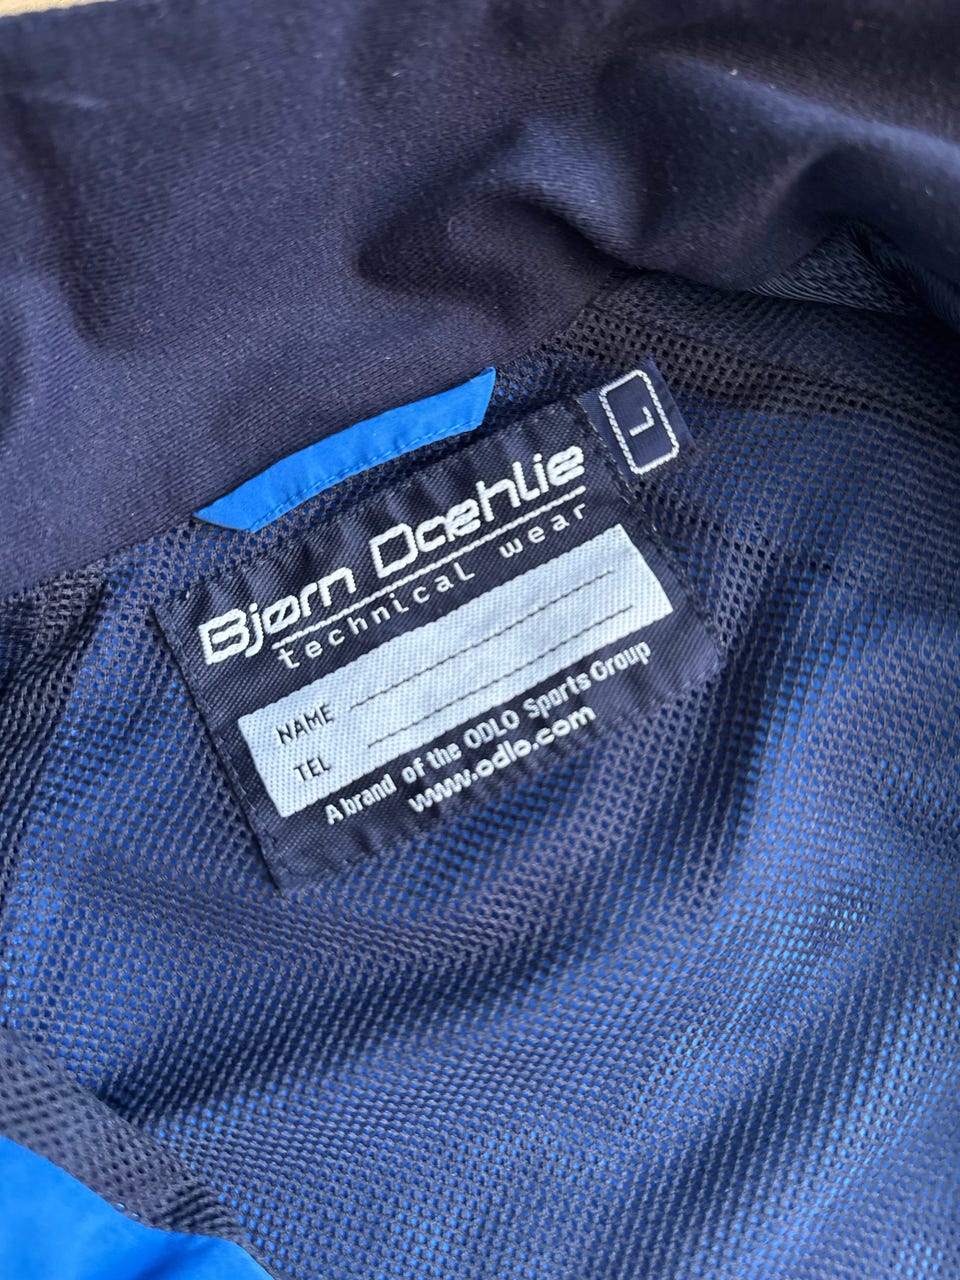 L
Bjørn Dæhlie
technical wear
NAME
TEL
A brand of the ODLO Sports Group
www.odlo.com